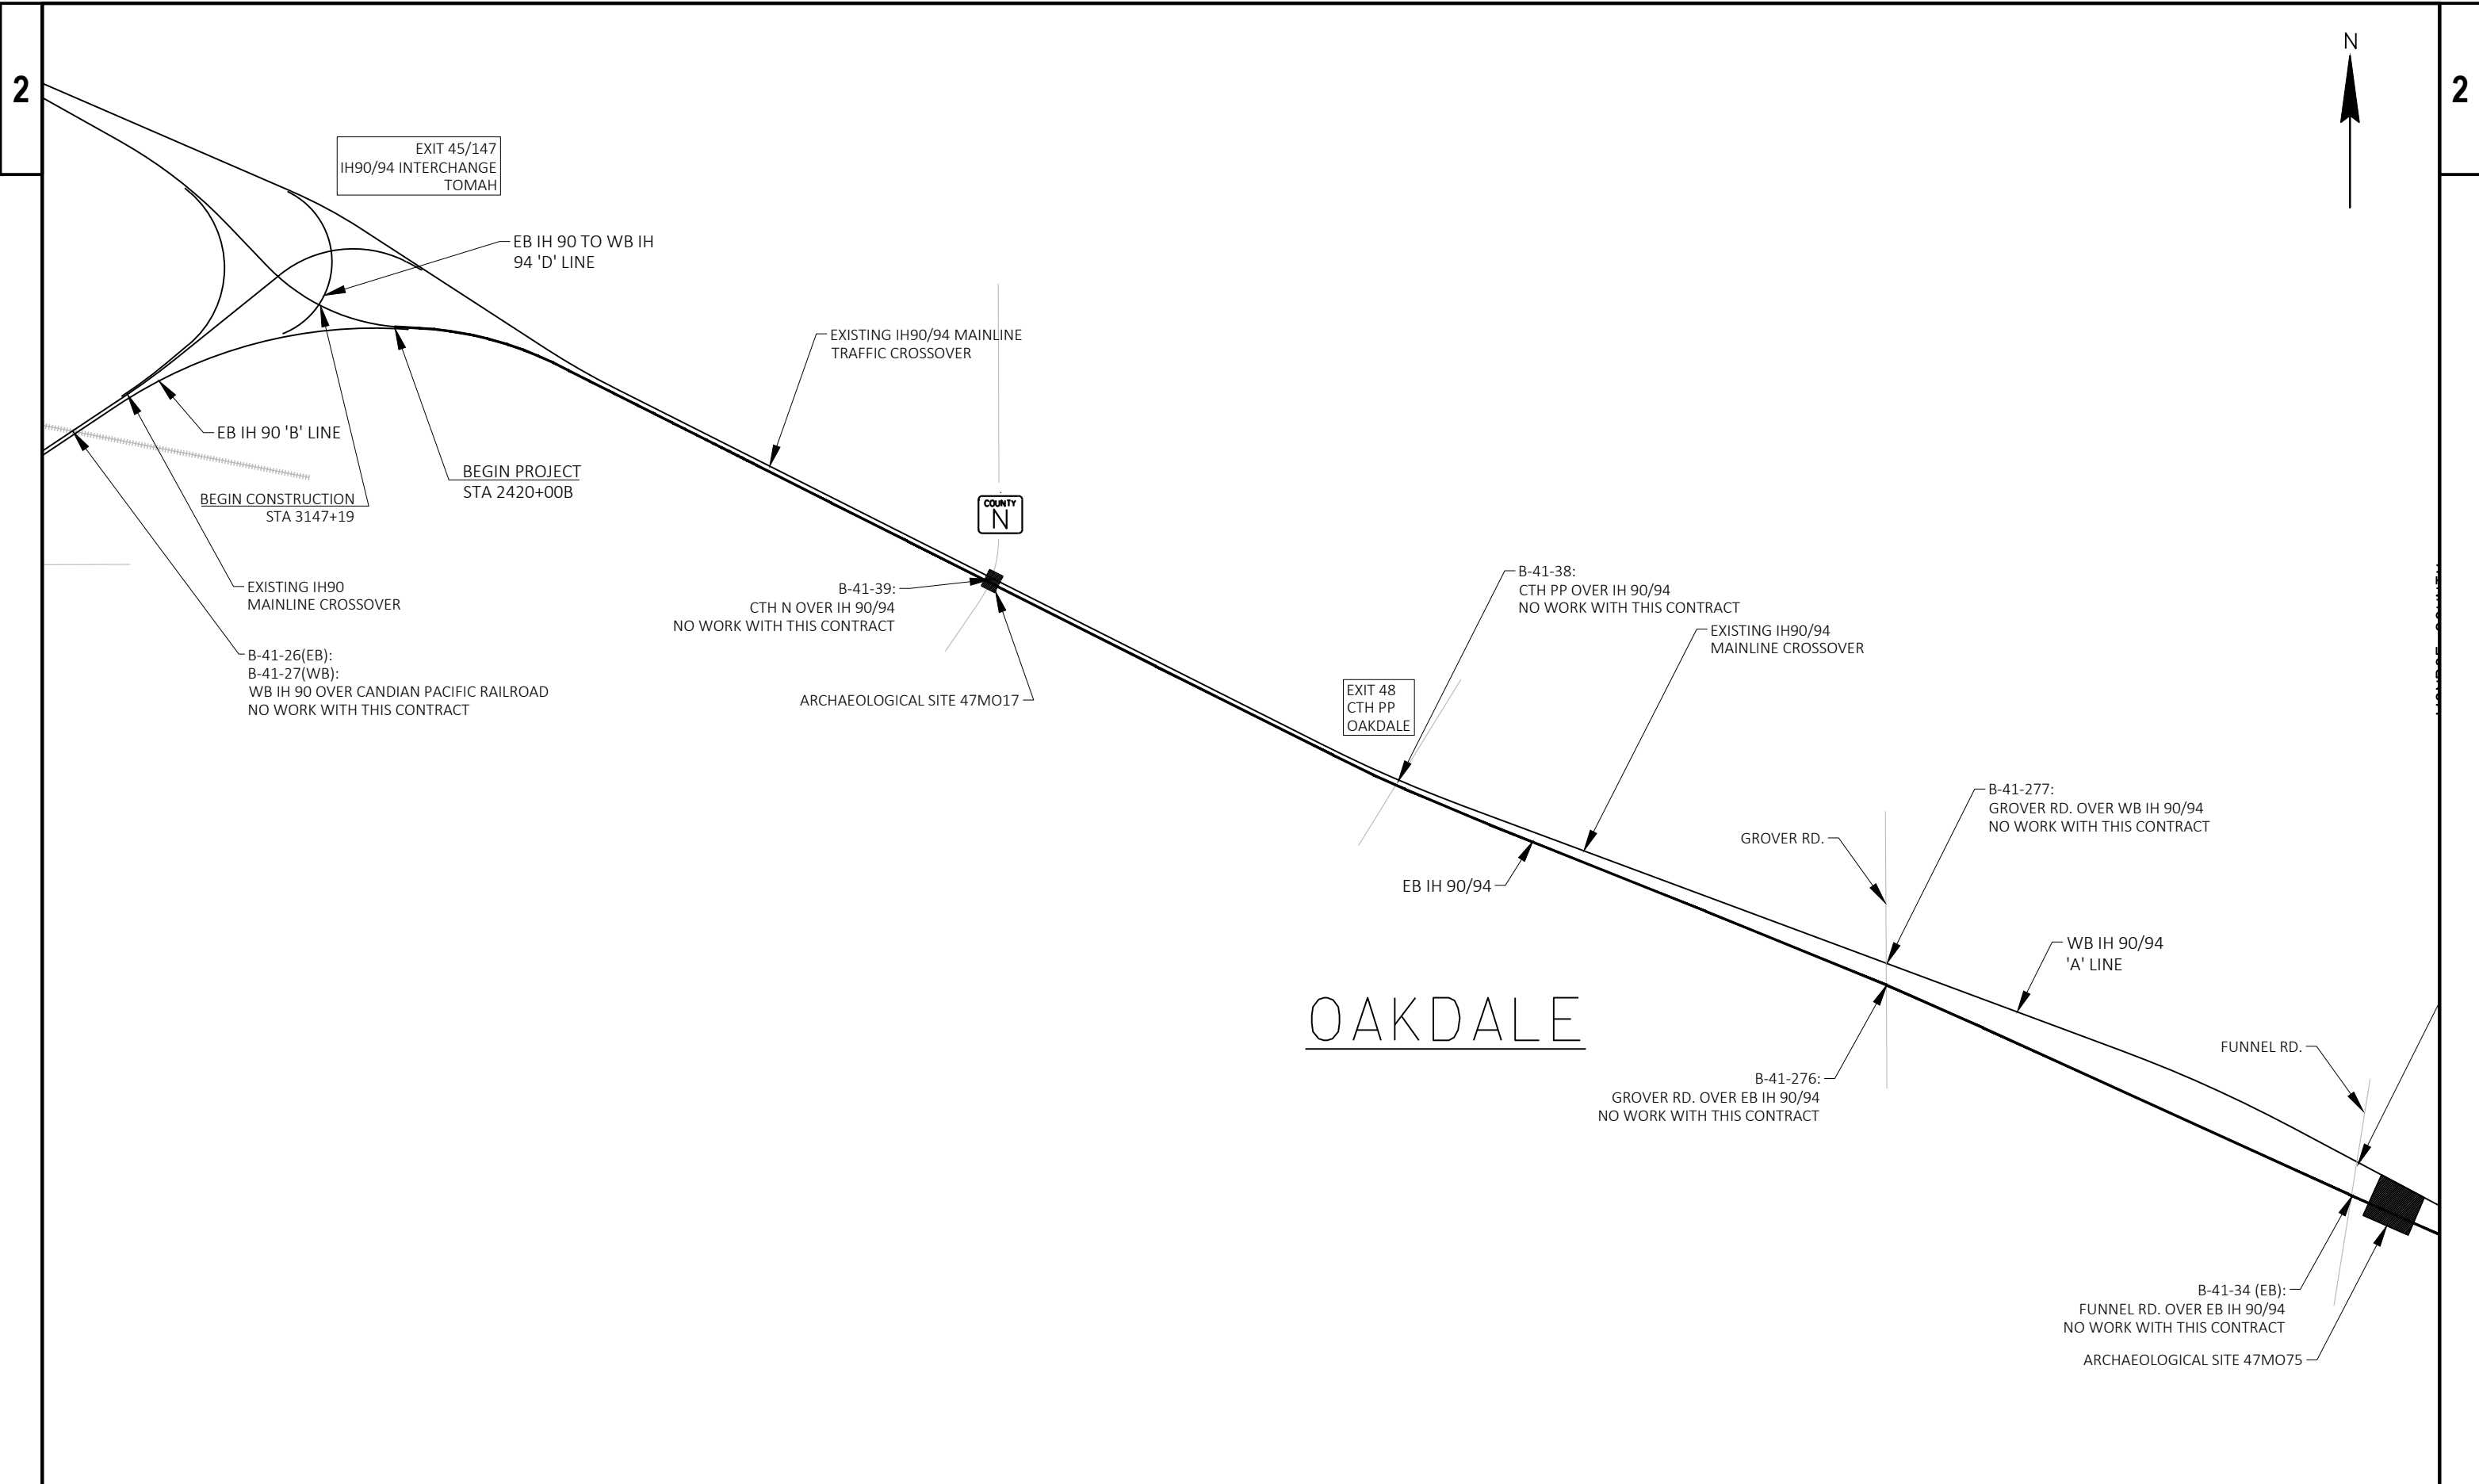 2
2
N
EXIT 45/147
IH90/94 INTERCHANGE
TOMAH
EB IH 90 TO WB IH
94 'D' LINE
EXISTING IH90/94 MAINLINE
TRAFFIC CROSSOVER
EB IH 90 'B' LINE
BEGIN PROJECT
STA 2420+00B
BEGIN CONSTRUCTION
STA 3147+19
COUNTY
N
EXISTING IH90
MAINLINE CROSSOVER
B-41-39:
CTH N OVER IH 90/94
NO WORK WITH THIS CONTRACT
B-41-38:
CTH PP OVER IH 90/94
NO WORK WITH THIS CONTRACT
EXISTING IH90/94
MAINLINE CROSSOVER
B-41-26(EB):
B-41-27(WB):
WB IH 90 OVER CANDIAN PACIFIC RAILROAD
NO WORK WITH THIS CONTRACT
ARCHAEOLOGICAL SITE 47MO17
EXIT 48
CTH PP
OAKDALE
B-41-277:
GROVER RD. OVER WB IH 90/94
NO WORK WITH THIS CONTRACT
GROVER RD.
EB IH 90/94
WB IH 90/94
'A' LINE
OAKDALE
FUNNEL RD.
B-41-276:
GROVER RD. OVER EB IH 90/94
NO WORK WITH THIS CONTRACT
B-41-34 (EB):
FUNNEL RD. OVER EB IH 90/94
NO WORK WITH THIS CONTRACT
ARCHAEOLOGICAL SITE 47MO75